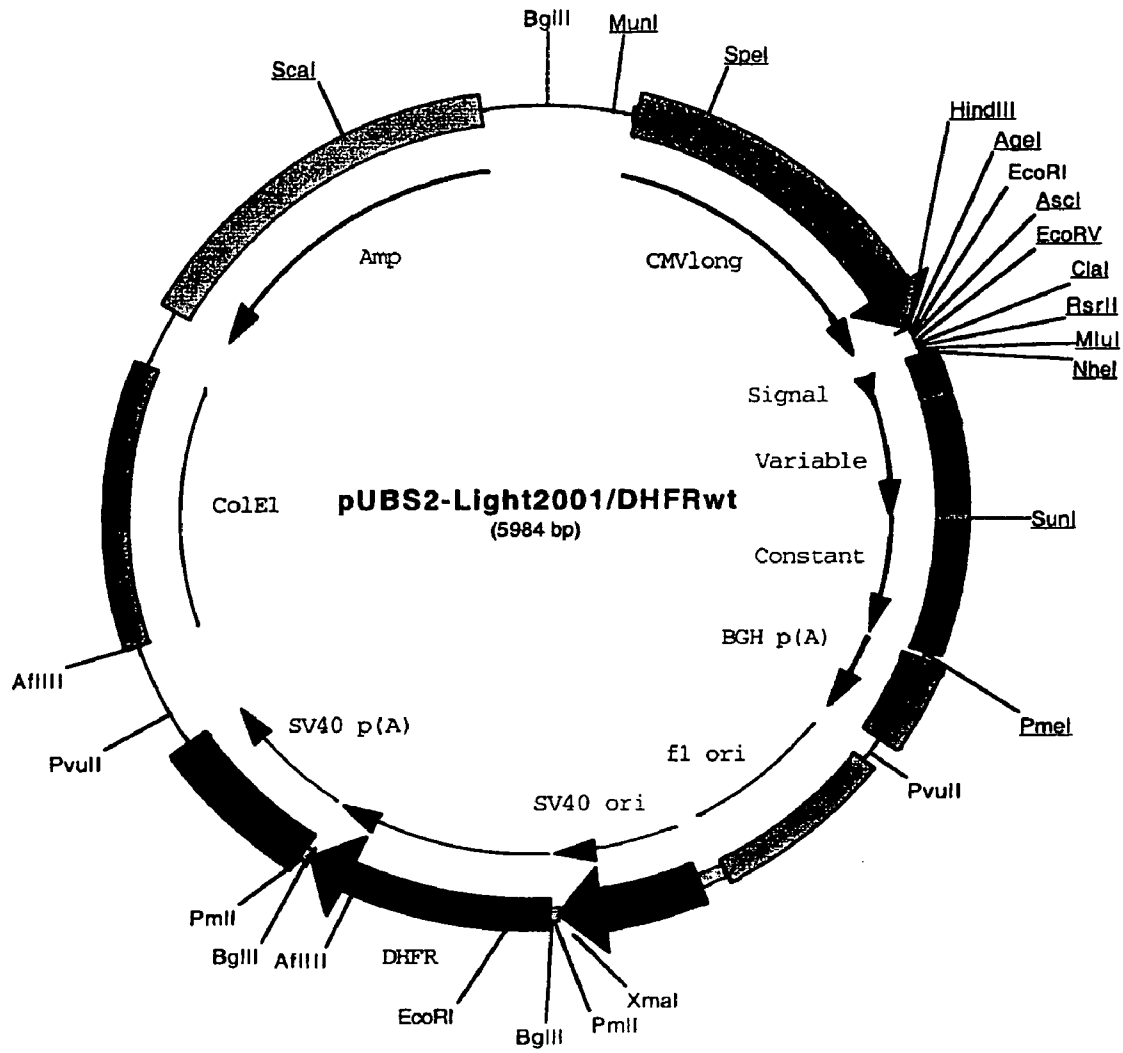 BglII
MunI
ScaI
SpeI
HindIII
AgeI
EcoRI
AscI
EcoRV
ClaI
RsrII
MluI
NheI
Amp
CMVlong
Signal
Variable
ColE1
pUBS2-Light2001/DHFRwt
(5984 bp)
SunI
Constant
BGH p(A)
AflIII
PmeI
SV40 p(A)
f1 ori
PvuII
PvuII
SV40 ori
PmlI
BglII
AflIII
DHFR
EcoRI
BglII
PmlI
XmaI